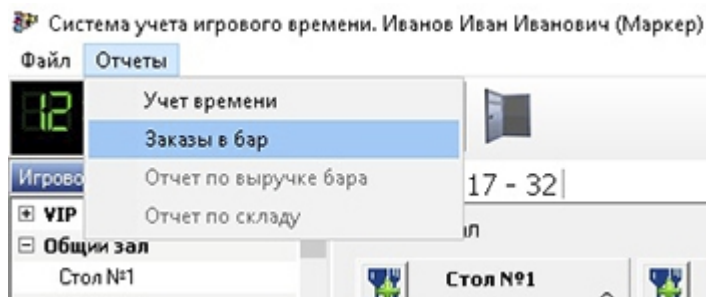 Система учета игрового времени. Иванов Иван Иванович (Маркер)
Файл Отчеты
12
Учет времени
Заказы в бар
Отчет по выручке бара
Отчет по складу
17 - 32
VIP
Общий зал
Стол №1
Стол №1